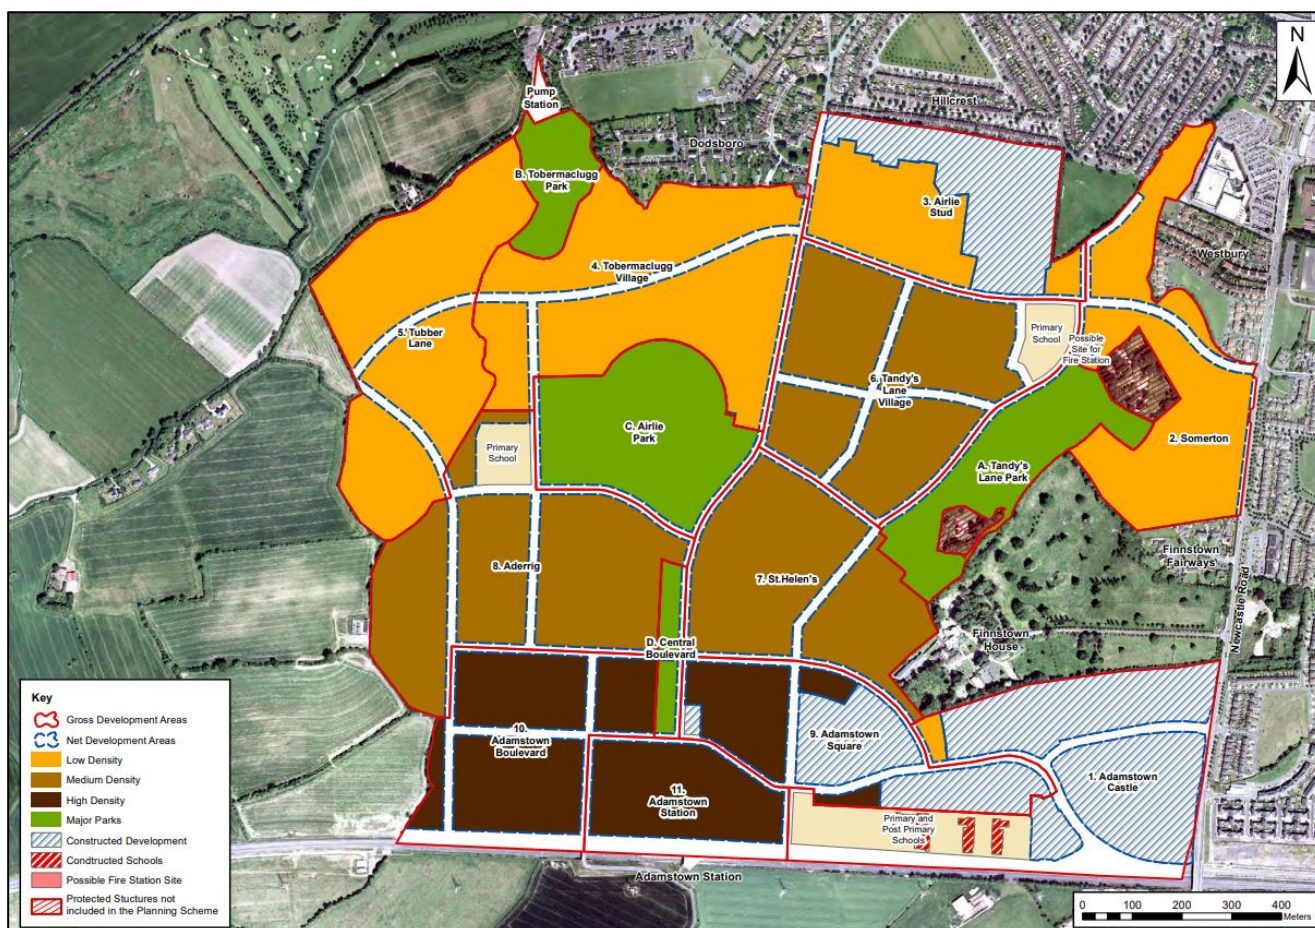 N
Pump
Station
Hillcrest
Dodsboro
B. Tobermaclugg
Park
3. Airlie
Stud
Westbury
4. Tobermaclugg
Village
5. Tubber
Lane
Primary
School
Possible
Site for
Fire Station
6. Tandy's
Lane
Village
C. Airlie
Park
2. Somerton
Primary
School
A. Tandy's
Lane Park
Finnstown
Fairways
8. Aderrig
7. St.Helen's
Newcastle Road
D. Central
Boulevard
Finnstown
House
10.
Adamstown
Boulevard
9. Adamstown
Square
1. Adamstown
Castle
11.
Adamstown
Station
Primary and
Post Primary
Schools
Adamstown Station
Key
Gross Development Areas
Net Development Areas
Low Density
Medium Density
High Density
Major Parks
Constructed Development
Condtructed Schools
Possible Fire Station Site
Protected Stuctures not
included in the Planning Scheme
0 100 200 300 400
Meters